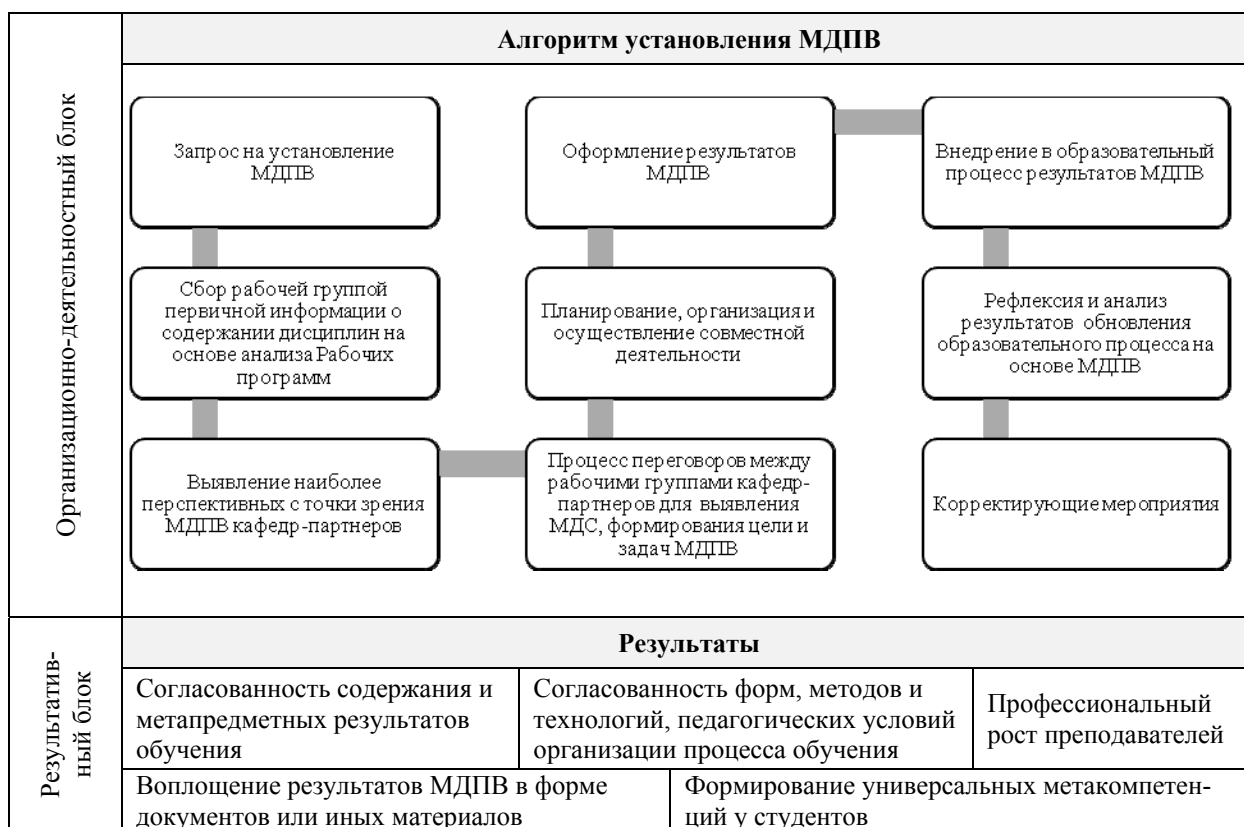 Организационно-деятельностный блок
Алгоритм установления МДПВ
Запрос на установление
МДПВ
Сбор рабочей группой
первичной информации о
содержании дисциплин на
основе анализа Рабочих
программ
Выявление наиболее
перспективных с точки зрения
МДПВ кафедр-партнеров
Процесс переговоров между
рабочими группами кафедр-
партнеров для выявления
МДС, формирования цели и
задач МДПВ
Планирование, организация и
осуществление совместной
деятельности
Оформление результатов
МДПВ
Внедрение в образовательный
процесс результатов МДПВ
Рефлексия и анализ
результатов обновления
образовательного процесса на
основе МДПВ
Корректирующие мероприятия
Результатив-
ный блок
Результаты
Согласованность содержания и
метапредметных результатов
обучения
Согласованность форм, методов и
технологий, педагогических условий
организации процесса обучения
Профессиональный
рост преподавателей
Воплощение результатов МДПВ в форме
документов или иных материалов
Формирование универсальных метакомпетен-
ций у студентов